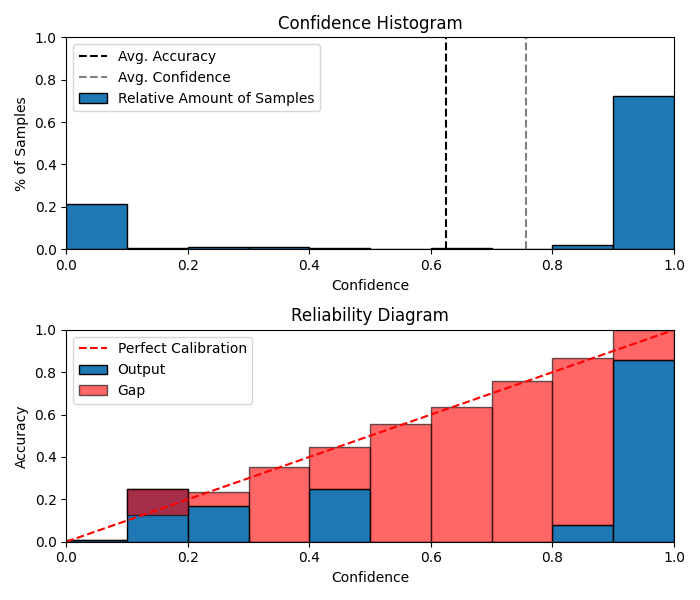 Confidence Histogram
1.0
0.8
0.6
0.4
0.2
0.0
% of Samples
Avg. Accuracy
Avg. Confidence
Relative Amount of Samples
0.0 0.2 0.4 0.6 0.8 1.0
Confidence
Reliability Diagram
1.0
0.8
0.6
0.4
0.2
0.0
Accuracy
Perfect Calibration
Output
Gap
0.0 0.2 0.4 0.6 0.8 1.0
Confidence